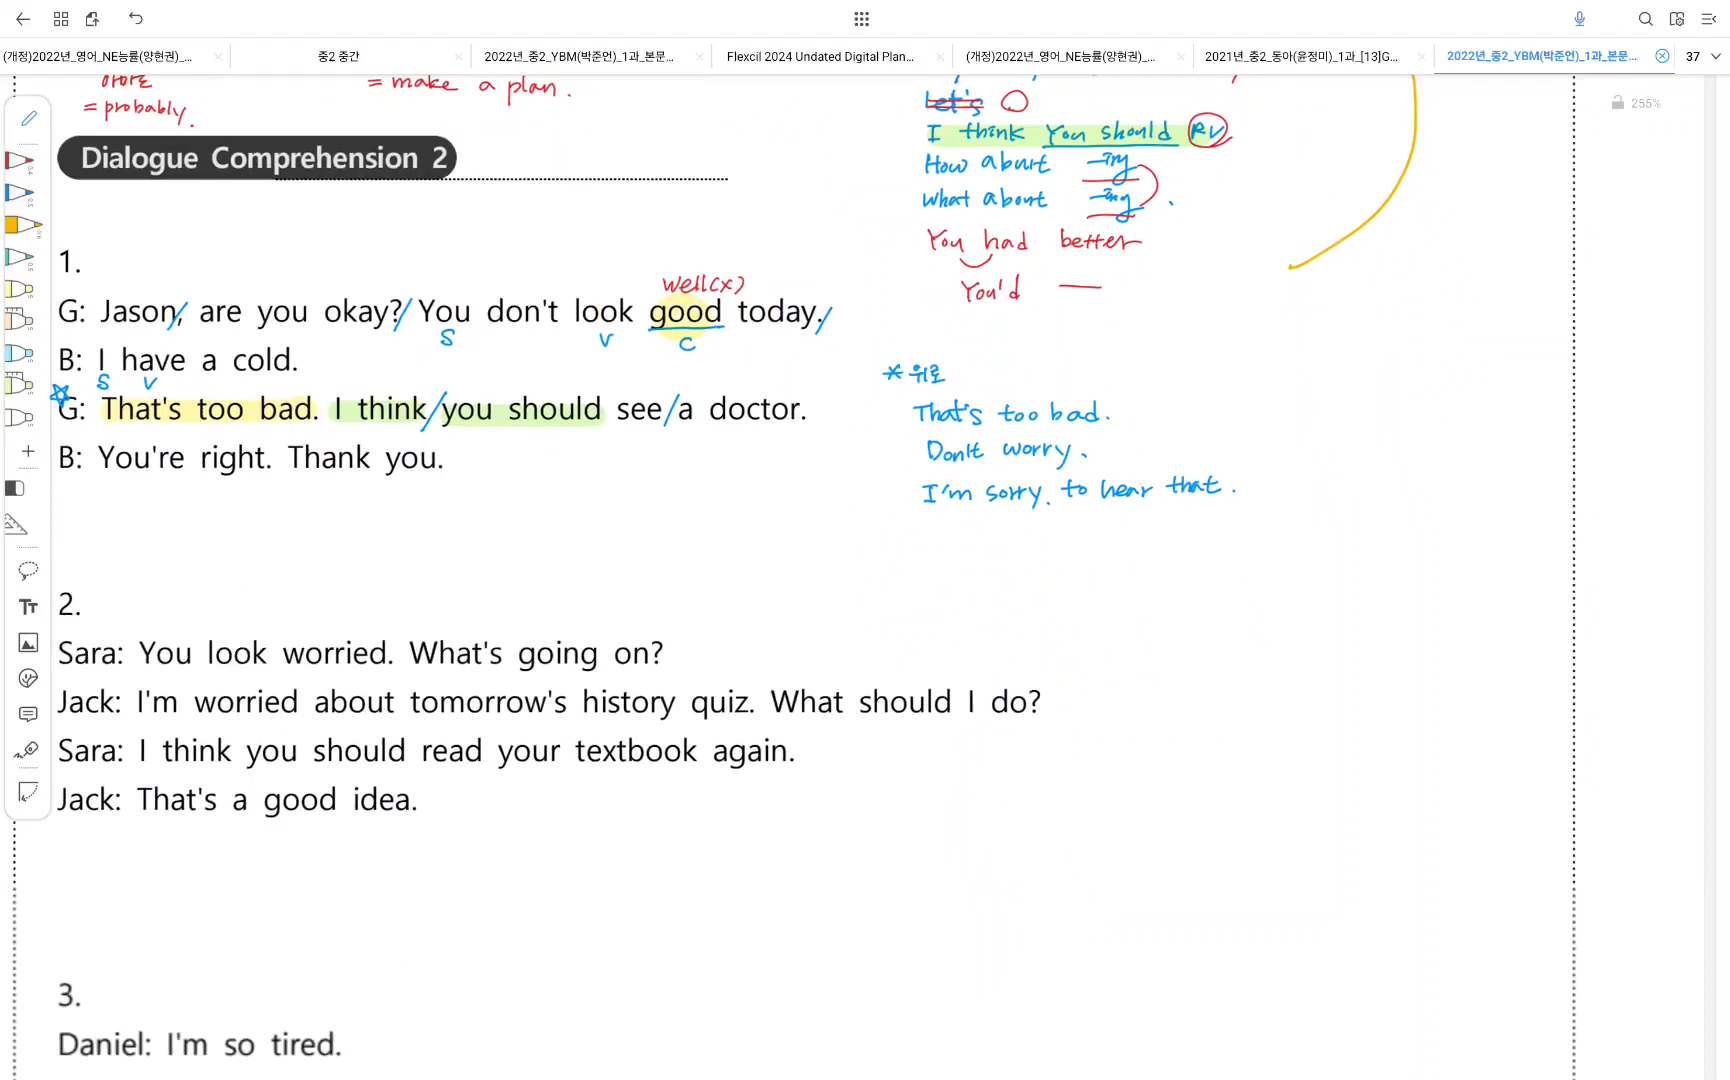 (개정)2022년_영어_NE능률(양현권)_...
중2 중간
2022년_중2_YBM(박준언)_1과_본문...
Flexcil 2024 Undated Digital Plan...
(개정)2022년_영어_NE능률(양현권)_...
2021년_중2_동아(윤정미)_1과_[13]G...
2022년_중2_YBM(박준언)_1과_본문...
37
255%
= probably.
= make a plan.
Let's
I think You should RV
How about -ing
What about -ing .
You had better
You'd
Dialogue Comprehension 2
1.
well(x)
G: Jason, are you okay? You don't look good today.
S V C
B: I have a cold.
S V
G: That's too bad. I think you should see a doctor.
B: You're right. Thank you.
* 위로
That's too bad.
Don't worry.
I'm sorry. to hear that.
2.
Sara: You look worried. What's going on?
Jack: I'm worried about tomorrow's history quiz. What should I do?
Sara: I think you should read your textbook again.
Jack: That's a good idea.
3.
Daniel: I'm so tired.